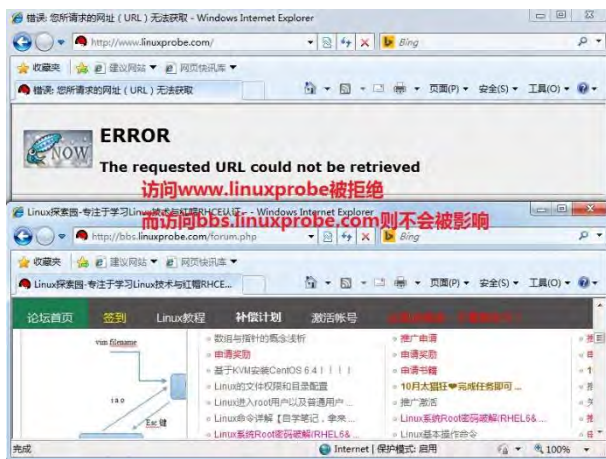 错误: 您所请求的网址（URL）无法获取 - Windows Internet Explorer
http://www.linuxprobe.com/
Bing
收藏夹 建议网站 网页快讯库
错误: 您所请求的网址（URL）无法获取
页面(P) 安全(S) 工具(O)
NOW
ERROR
The requested URL could not be retrieved
访问www.linuxprobe被拒绝
Linux探索园-专注于学习Linux技术与红帽RHCE认证- - Windows Internet Explorer
而访问bbs.linuxprobe.com则不会被影响
http://bbs.linuxprobe.com/forum.php
Bing
收藏夹 建议网站 网页快讯库
Linux探索园-专注于学习Linux技术与红帽RHCE...
页面(P) 安全(S) 工具(O)
论坛首页 签到 Linux教程 补偿计划 激活帐号
vim filename
i a o
Esc 键
数组与指针的概念浅析
申请奖励
基于KVM安装CentOS 6.4！！！！
Linux的文件权限和目录配置
Linux进入root用户以及普通用户...
Linux命令详解【自学笔记，拿来...
Linux系统Root密码破解(RHEL6&...
推广申请
申请奖励
申请书籍
10月大猖狂❤完成任务即可 ...
推广激活
Linux系统Root密码破解(RHEL6&...
Linux基本操作命令
完成
Internet | 保护模式: 启用
100%